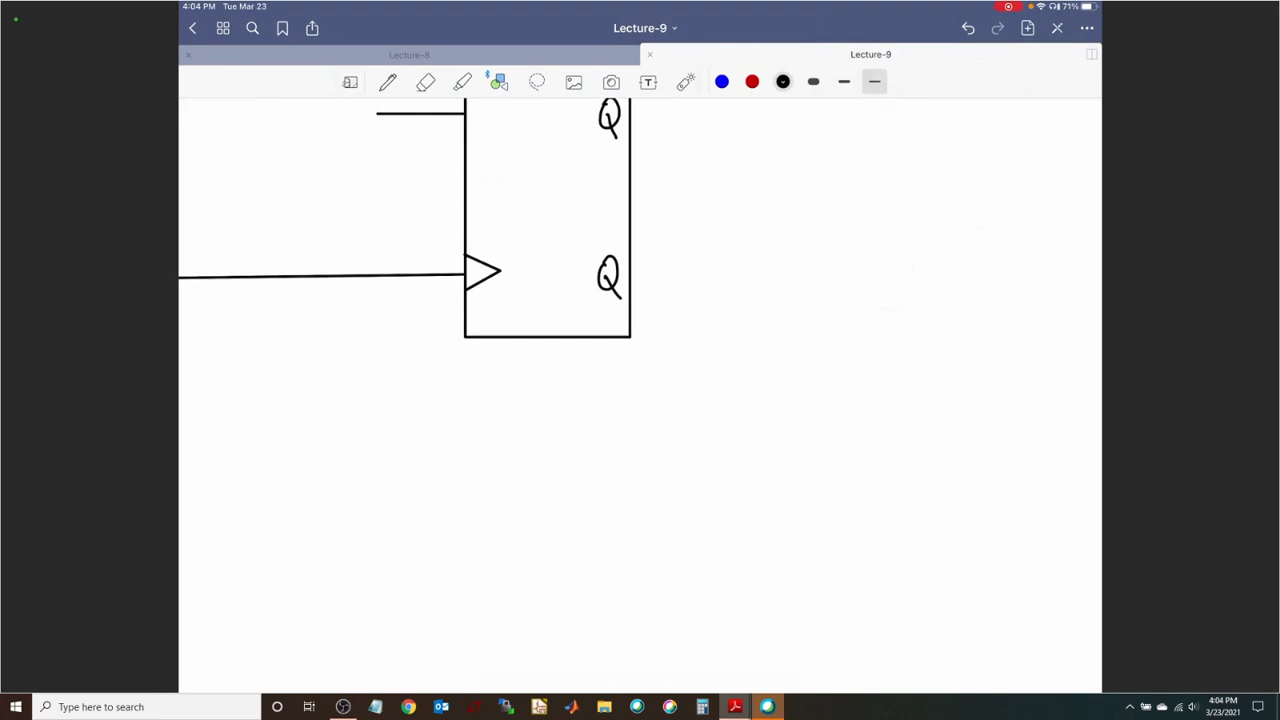 4:04 PM Tue Mar 23
71%
Lecture-9
Lecture-8
Lecture-9
T
Q
Q
Type here to search
4:04 PM
3/23/2021